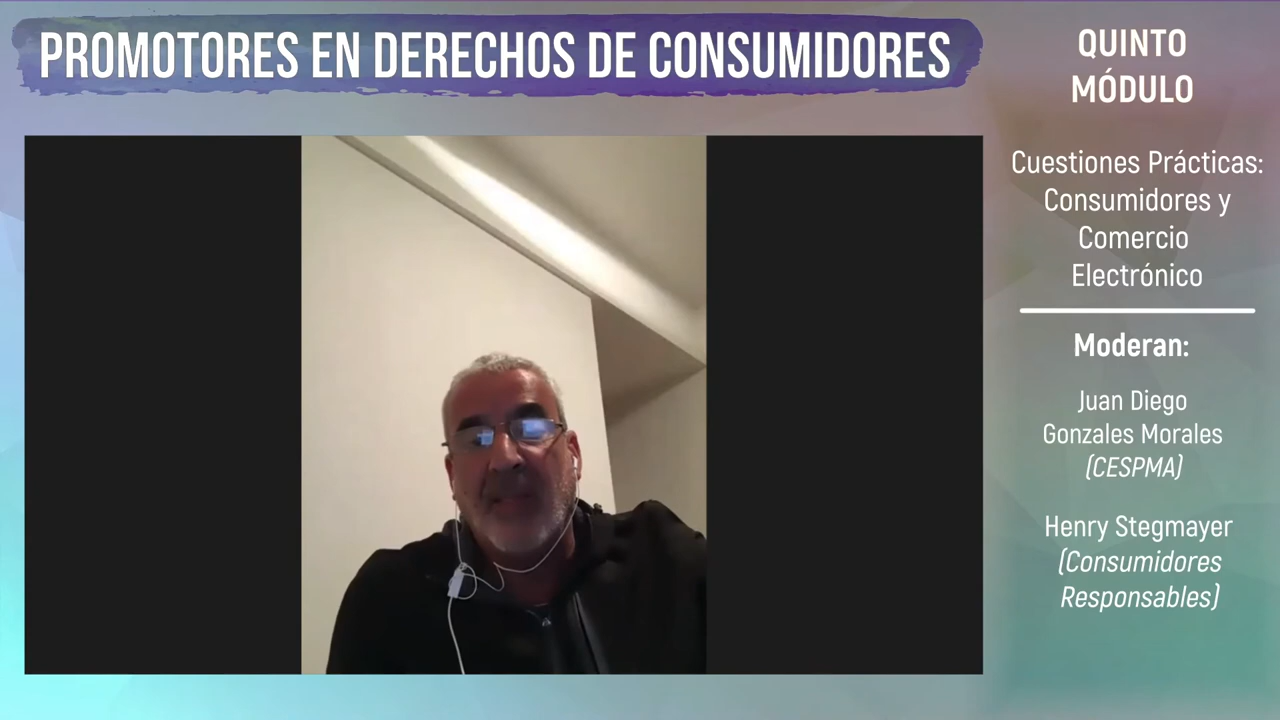 PROMOTORES EN DERECHOS DE CONSUMIDORES
QUINTO
MÓDULO
Cuestiones Prácticas:
Consumidores y
Comercio
Electrónico
Moderan:
Juan Diego
Gonzales Morales
(CESPMA)
Henry Stegmayer
(Consumidores
Responsables)